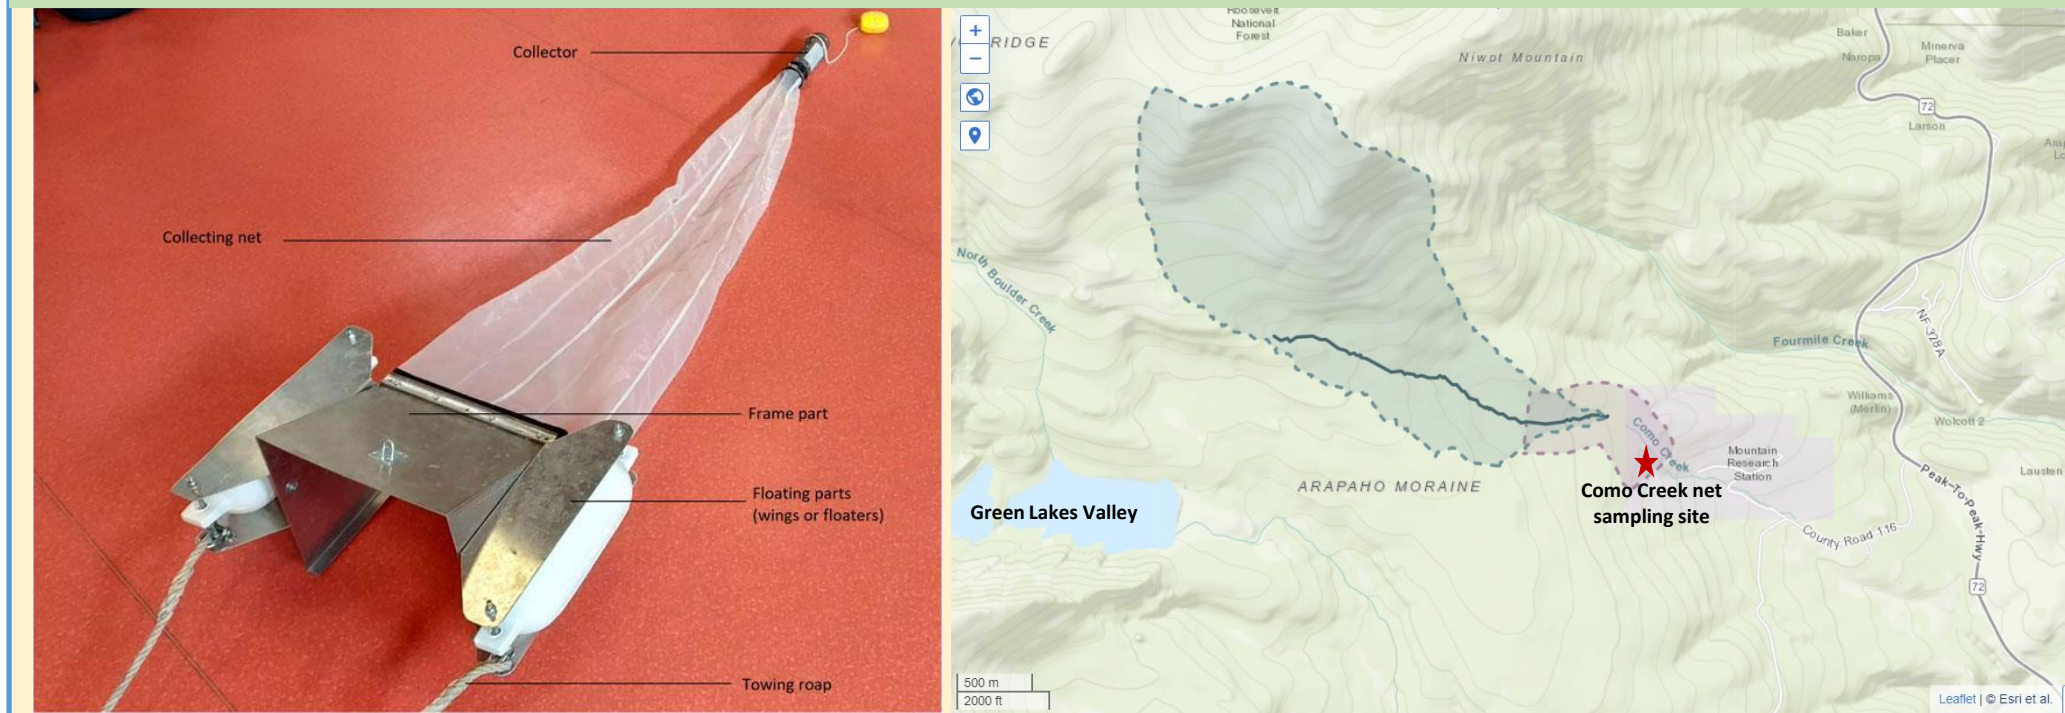 Collector
Collecting net
Frame part
Floating parts
(wings or floaters)
Towing roap
+
−
RIDGE
Roosevelt
National
Forest
Niwot Mountain
Baker
Naropa
Minerva
Placer
72
Larson
North Boulder Creek
Fourmile Creek
NF-328A
Williams
(Merlin)
Wolcott 2
Lausten
Como Creek
Mountain
Research
Station
ARAPAHO MORAINE
Como Creek net
sampling site
Green Lakes Valley
County Road 116
Peak-To-Peak-Hwy
72
500 m
2000 ft
Leaflet | © Esri et al.